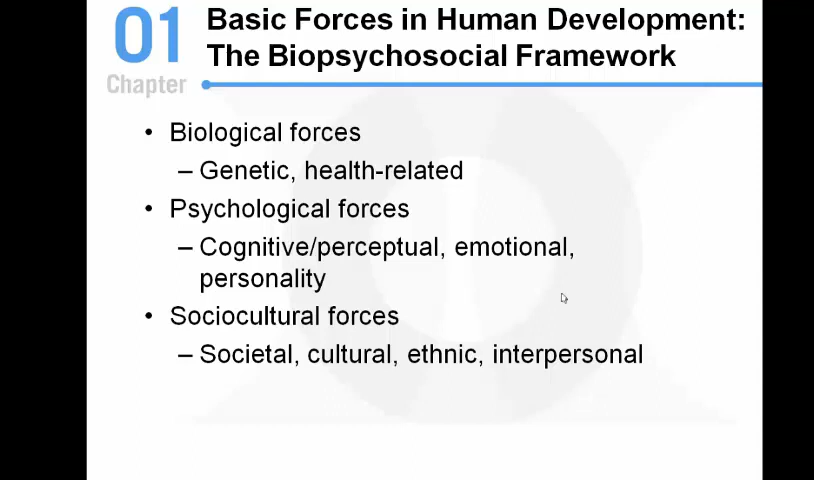 01
Chapter
Basic Forces in Human Development:
The Biopsychosocial Framework
• Biological forces
– Genetic, health-related
• Psychological forces
– Cognitive/perceptual, emotional,
personality
• Sociocultural forces
– Societal, cultural, ethnic, interpersonal